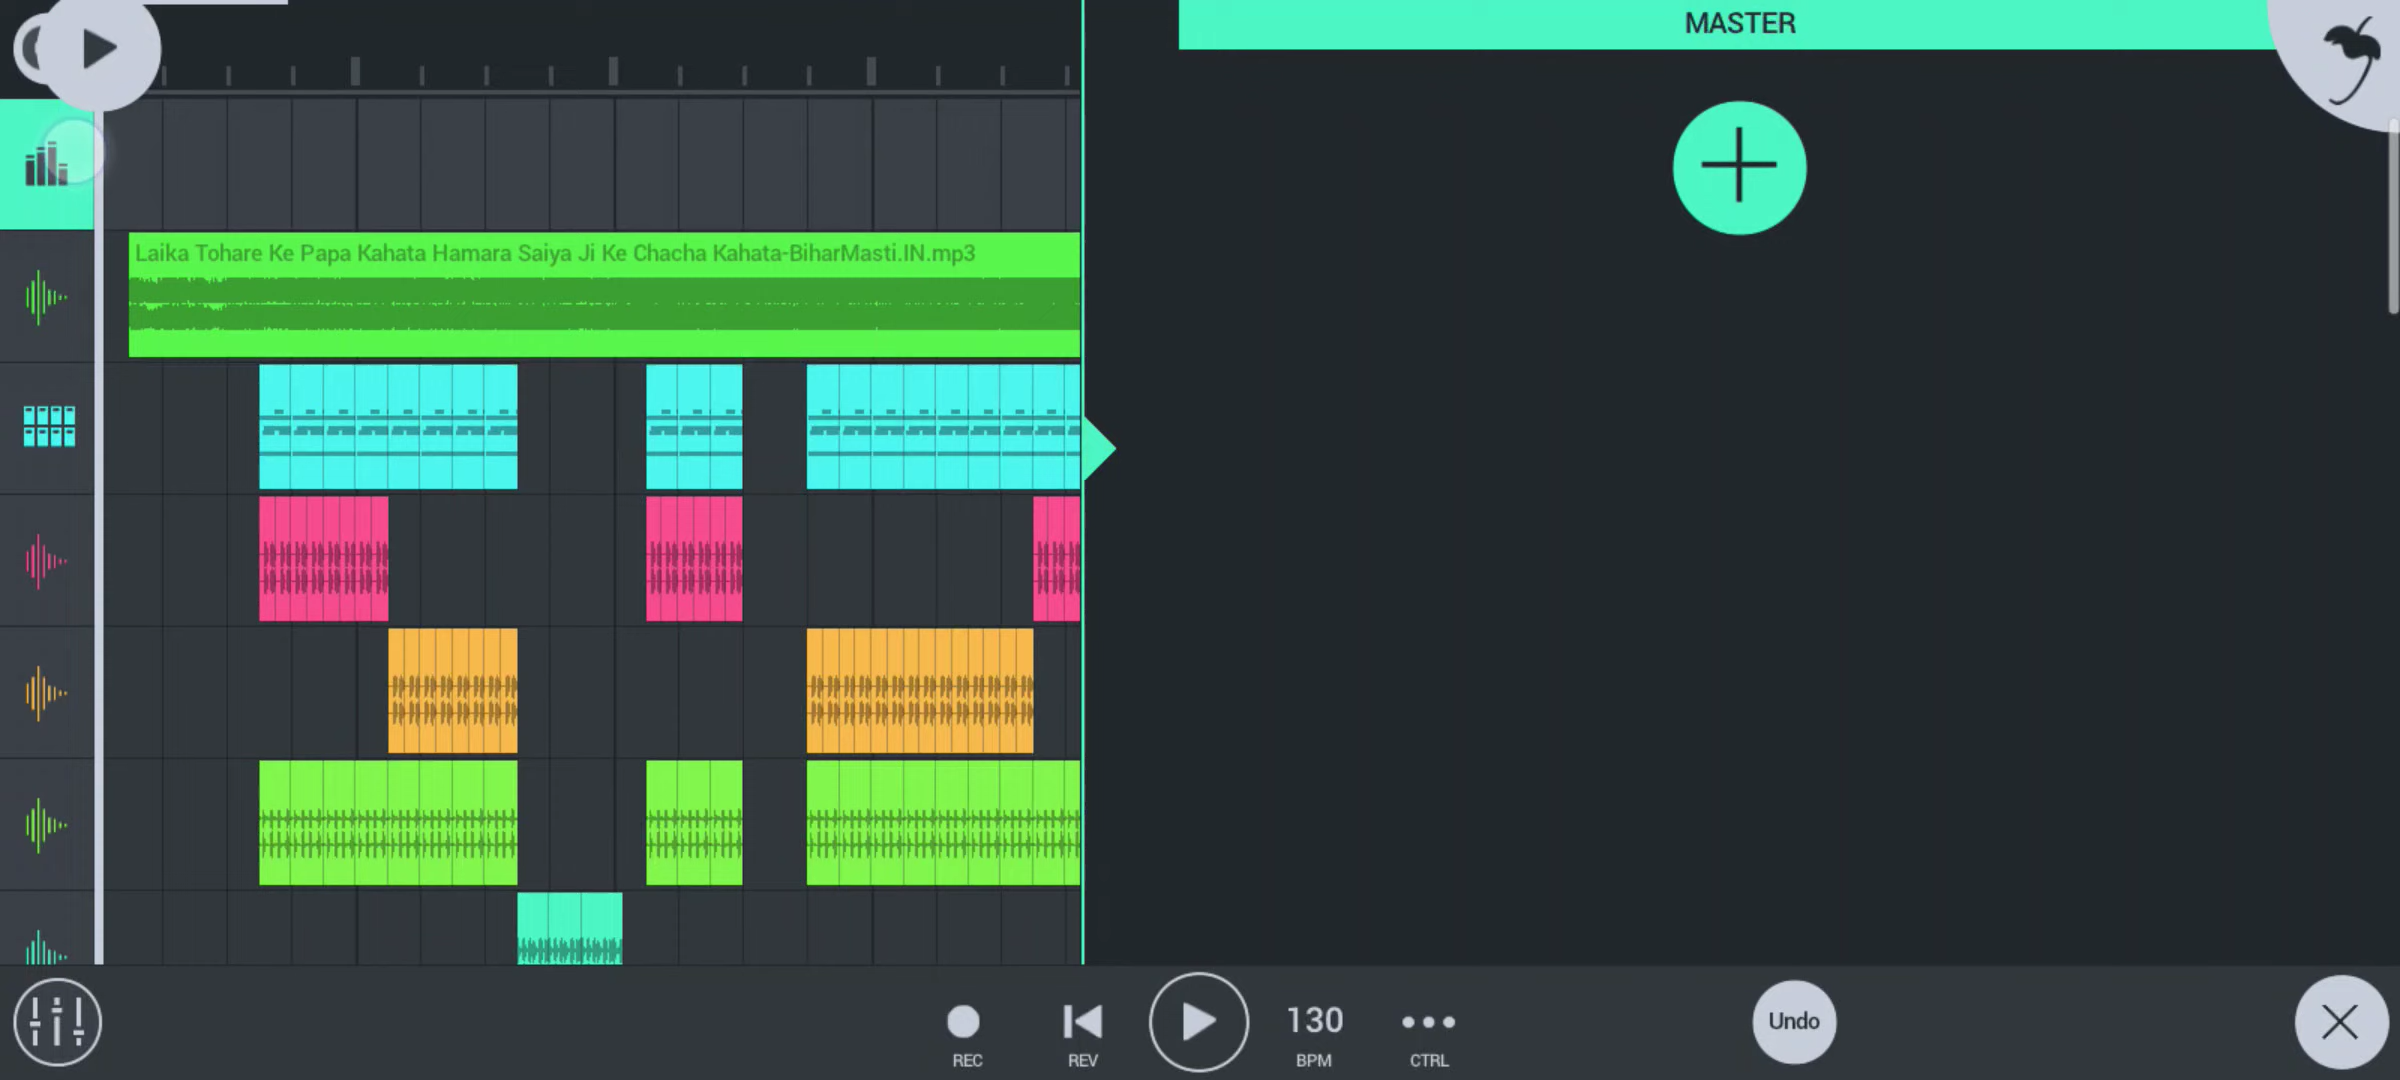 MASTER
Laika Tohare Ke Papa Kahata Hamara Saiya Ji Ke Chacha Kahata-BiharMasti.IN.mp3
REC
REV
130
BPM
CTRL
Undo